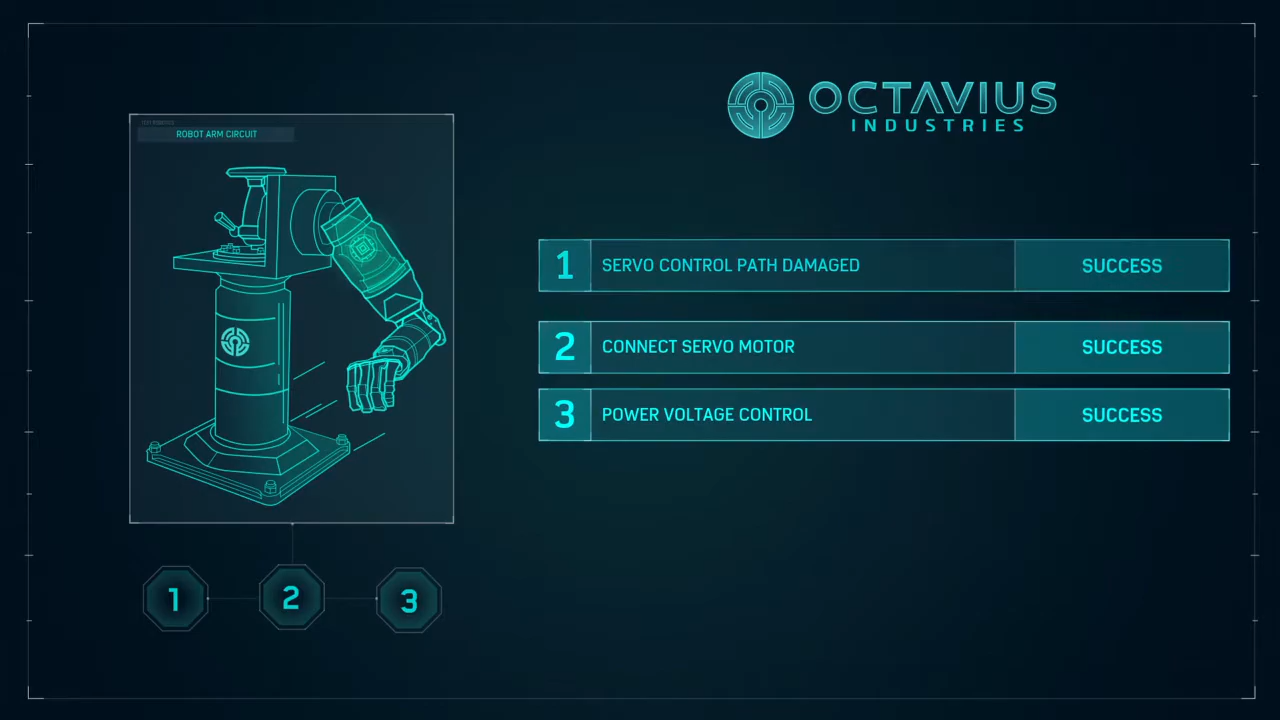 OCTAVIUS
INDUSTRIES
ROBOT ARM CIRCUIT
1 SERVO CONTROL PATH DAMAGED SUCCESS
2 CONNECT SERVO MOTOR SUCCESS
3 POWER VOLTAGE CONTROL SUCCESS
1 2 3